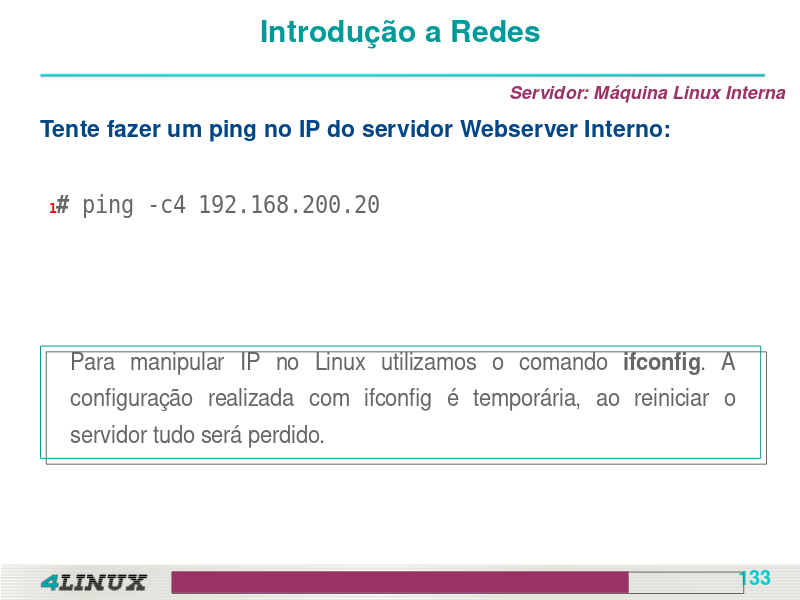 Introdução a Redes
Servidor: Máquina Linux Interna
Tente fazer um ping no IP do servidor Webserver Interno:
1# ping -c4 192.168.200.20
Para manipular IP no Linux utilizamos o comando ifconfig. A
configuração realizada com ifconfig é temporária, ao reiniciar o
servidor tudo será perdido.
4LINUX
133